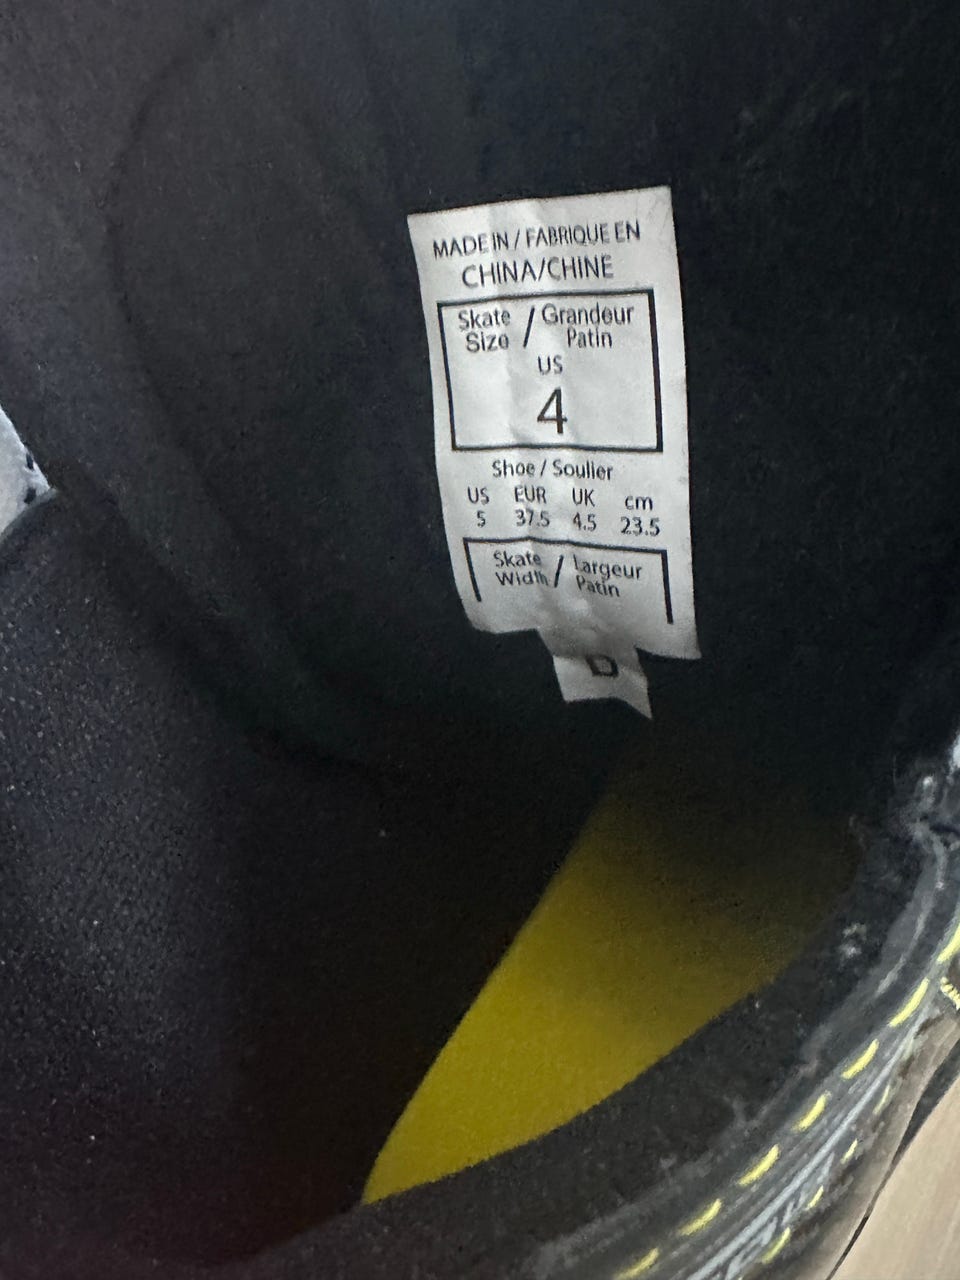 MADE IN / FABRIQUE EN
CHINA/CHINE
Skate Size / Grandeur Patin
US
4
Shoe / Soulier
US EUR UK cm
5 37.5 4.5 23.5
Skate Width / Largeur Patin
D